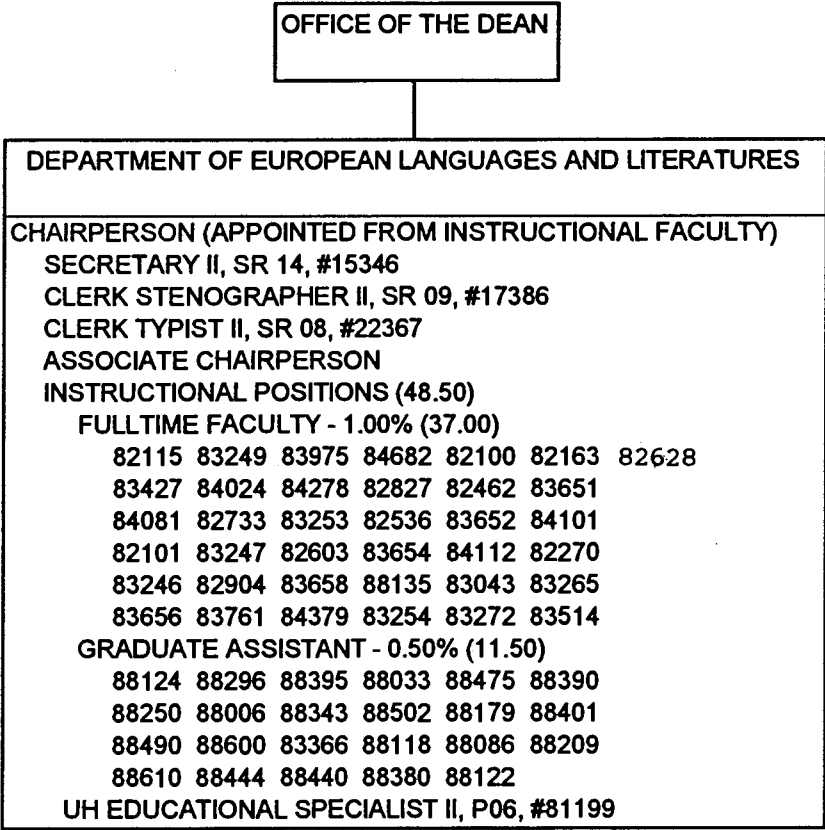 OFFICE OF THE DEAN
DEPARTMENT OF EUROPEAN LANGUAGES AND LITERATURES
CHAIRPERSON (APPOINTED FROM INSTRUCTIONAL FACULTY)
SECRETARY II, SR 14, #15346
CLERK STENOGRAPHER II, SR 09, #17386
CLERK TYPIST II, SR 08, #22367
ASSOCIATE CHAIRPERSON
INSTRUCTIONAL POSITIONS (48.50)
FULLTIME FACULTY - 1.00% (37.00)
82115 83249 83975 84682 82100 82163 82628
83427 84024 84278 82827 82462 83651
84081 82733 83253 82536 83652 84101
82101 83247 82603 83654 84112 82270
83246 82904 83658 88135 83043 83265
83656 83761 84379 83254 83272 83514
GRADUATE ASSISTANT - 0.50% (11.50)
88124 88296 88395 88033 88475 88390
88250 88006 88343 88502 88179 88401
88490 88600 83366 88118 88086 88209
88610 88444 88440 88380 88122
UH EDUCATIONAL SPECIALIST II, P06, #81199